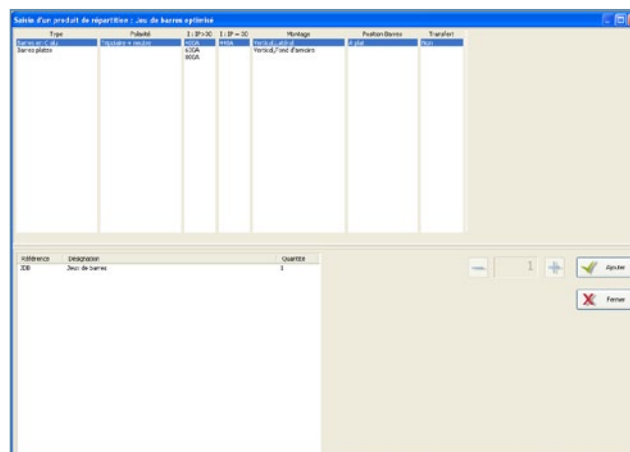 Saisie d'un produit de répartition : Jeu de barres optimisé
Type Polarité I : IP>30 I : IP = 30 Montage Position Barres Transfert
Barres en C alu Tripolaire + neutre 400A 440A Vertical,Latéral A plat Non
Barres plates 630A Vertical,Fond d'armoire
800A
Référence Désignation Quantité
JDB Jeux de barres 1
1 Ajouter
Fermer